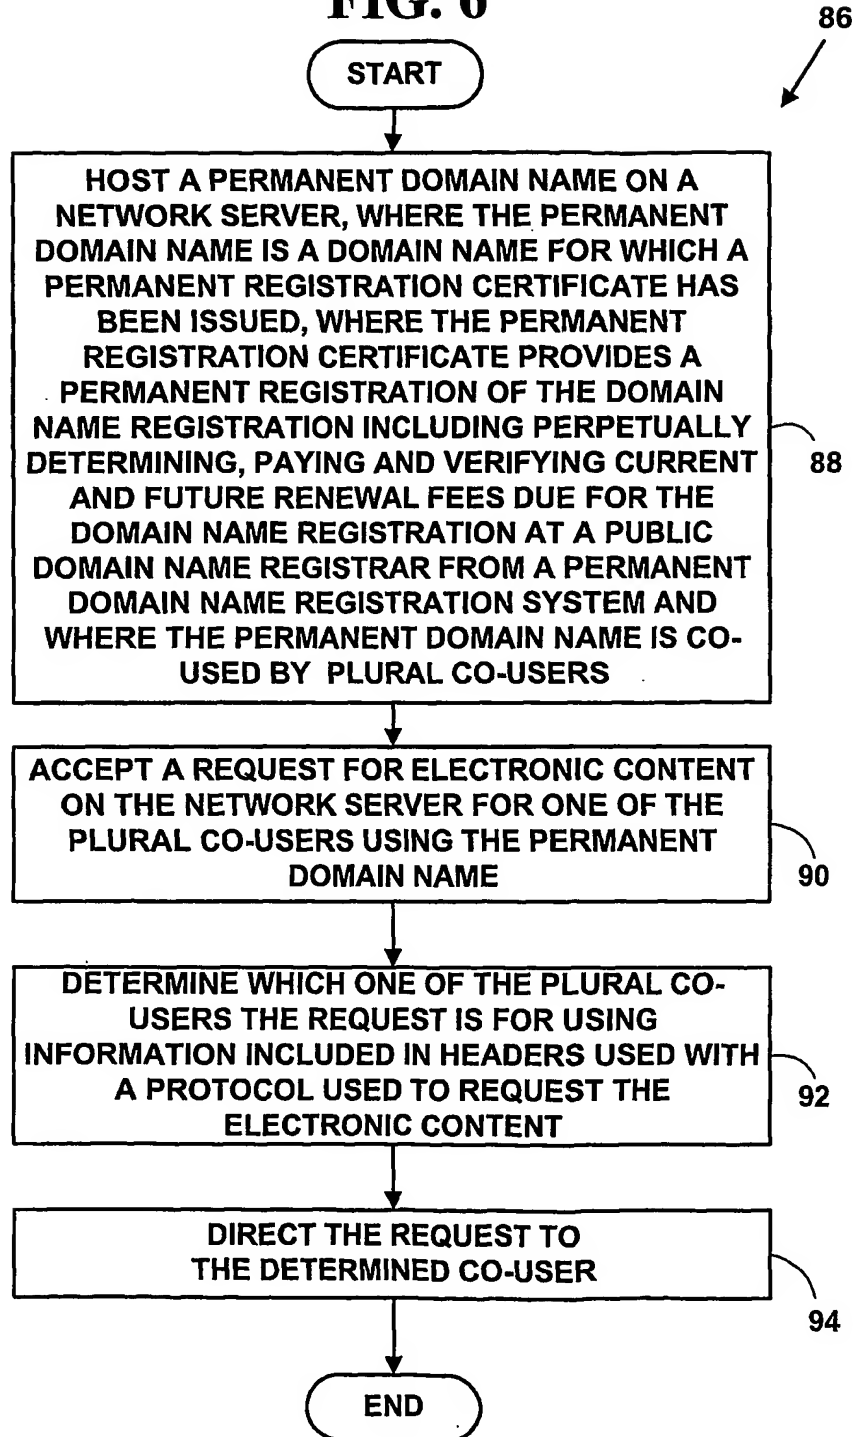 FIG. 6
86
START
HOST A PERMANENT DOMAIN NAME ON A
NETWORK SERVER, WHERE THE PERMANENT
DOMAIN NAME IS A DOMAIN NAME FOR WHICH A
PERMANENT REGISTRATION CERTIFICATE HAS
BEEN ISSUED, WHERE THE PERMANENT
REGISTRATION CERTIFICATE PROVIDES A
PERMANENT REGISTRATION OF THE DOMAIN
NAME REGISTRATION INCLUDING PERPETUALLY
DETERMINING, PAYING AND VERIFYING CURRENT
AND FUTURE RENEWAL FEES DUE FOR THE
DOMAIN NAME REGISTRATION AT A PUBLIC
DOMAIN NAME REGISTRAR FROM A PERMANENT
DOMAIN NAME REGISTRATION SYSTEM AND
WHERE THE PERMANENT DOMAIN NAME IS CO-
USED BY PLURAL CO-USERS
88
ACCEPT A REQUEST FOR ELECTRONIC CONTENT
ON THE NETWORK SERVER FOR ONE OF THE
PLURAL CO-USERS USING THE PERMANENT
DOMAIN NAME
90
DETERMINE WHICH ONE OF THE PLURAL CO-
USERS THE REQUEST IS FOR USING
INFORMATION INCLUDED IN HEADERS USED WITH
A PROTOCOL USED TO REQUEST THE
ELECTRONIC CONTENT
92
DIRECT THE REQUEST TO
THE DETERMINED CO-USER
94
END